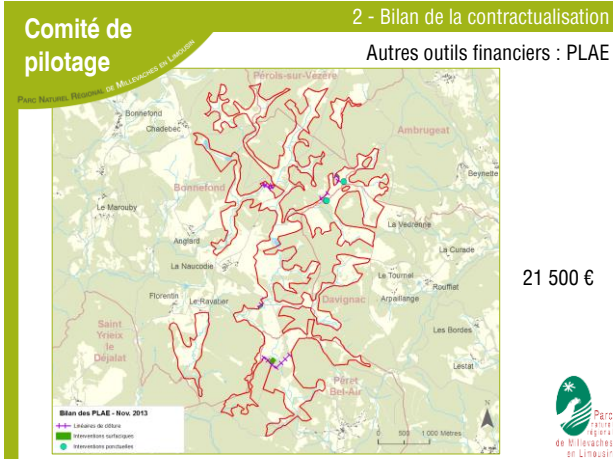 Comité de
pilotage
PARC NATUREL RÉGIONAL DE MILLEVACHES EN LIMOUSIN
2 - Bilan de la contractualisation
Autres outils financiers : PLAE
Pérols-sur-Vézère
Bonnefond
Chadebec
Ambrugeat
Beynette
Bonnefond
Le Marouby
La Vedrenne
Anglard
La Curade
La Naucodie
Le Tournel
Rouffiat
Florentin
Le Ravatier
Davignac
Arpaillange
Saint
Yrieix
le
Déjalat
Les Bordes
Lestat
Péret
Bel-Air
21 500 €
Bilan des PLAE - Nov. 2013
Linéaires de clôture
Interventions surfaciques
Interventions ponctuelles
0 500 1 000 Mètres
Parc
naturel
régional
de Millevaches
en Limousin